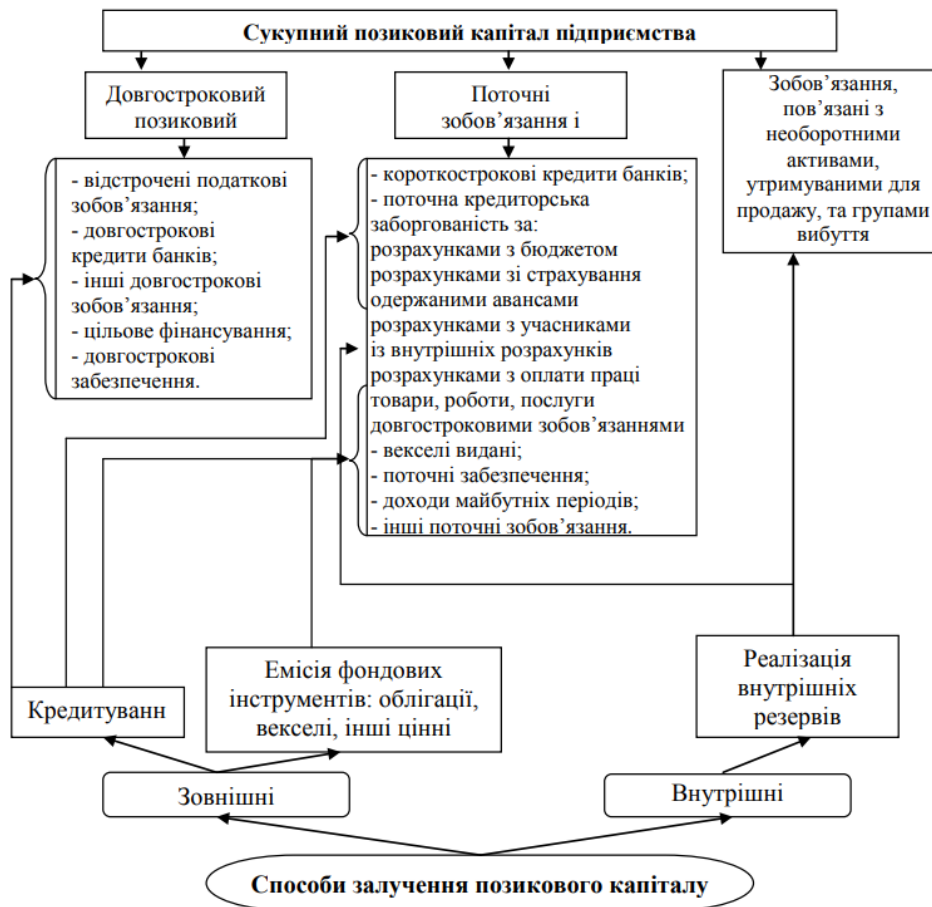 Сукупний позиковий капітал підприємства
Довгостроковий
позиковий
Поточні
зобов’язання і
Зобов’язання,
пов’язані з
необоротними
активами,
утримуваними для
продажу, та групами
вибуття
- відстрочені податкові
зобов’язання;
- довгострокові
кредити банків;
- інші довгострокові
зобов’язання;
- цільове фінансування;
- довгострокові
забезпечення.
- короткострокові кредити банків;
- поточна кредиторська
заборгованість за:
розрахунками з бюджетом
розрахунками зі страхування
одержаними авансами
розрахунками з учасниками
із внутрішніх розрахунків
розрахунками з оплати праці
товари, роботи, послуги
довгостроковими зобов’язаннями
- векселі видані;
- поточні забезпечення;
- доходи майбутніх періодів;
- інші поточні зобов’язання.
Кредитуванн
Емісія фондових
інструментів: облігації,
векселі, інші цінні
Реалізація
внутрішніх
резервів
Зовнішні
Внутрішні
Способи залучення позикового капіталу